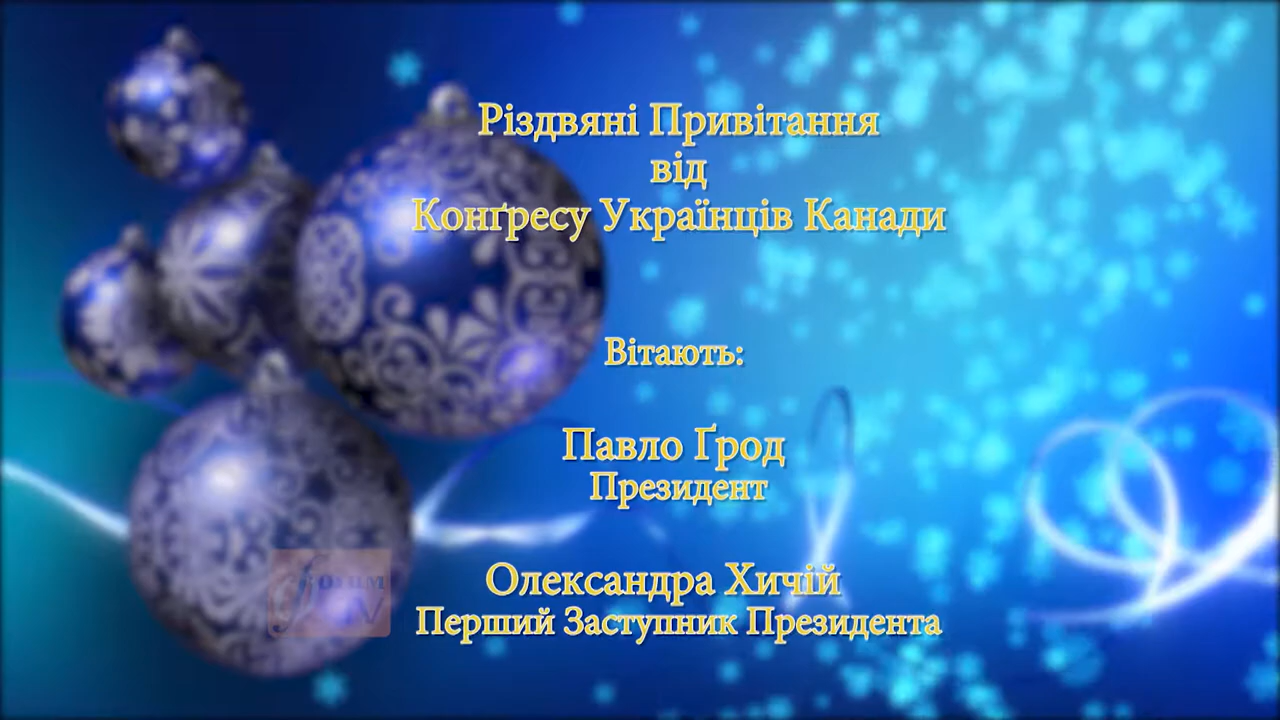 Різдвяні Привітання
від
Конґресу Українців Канади
Вітають:
Павло Ґрод
Президент
Олександра Хичій
Перший Заступник Президента